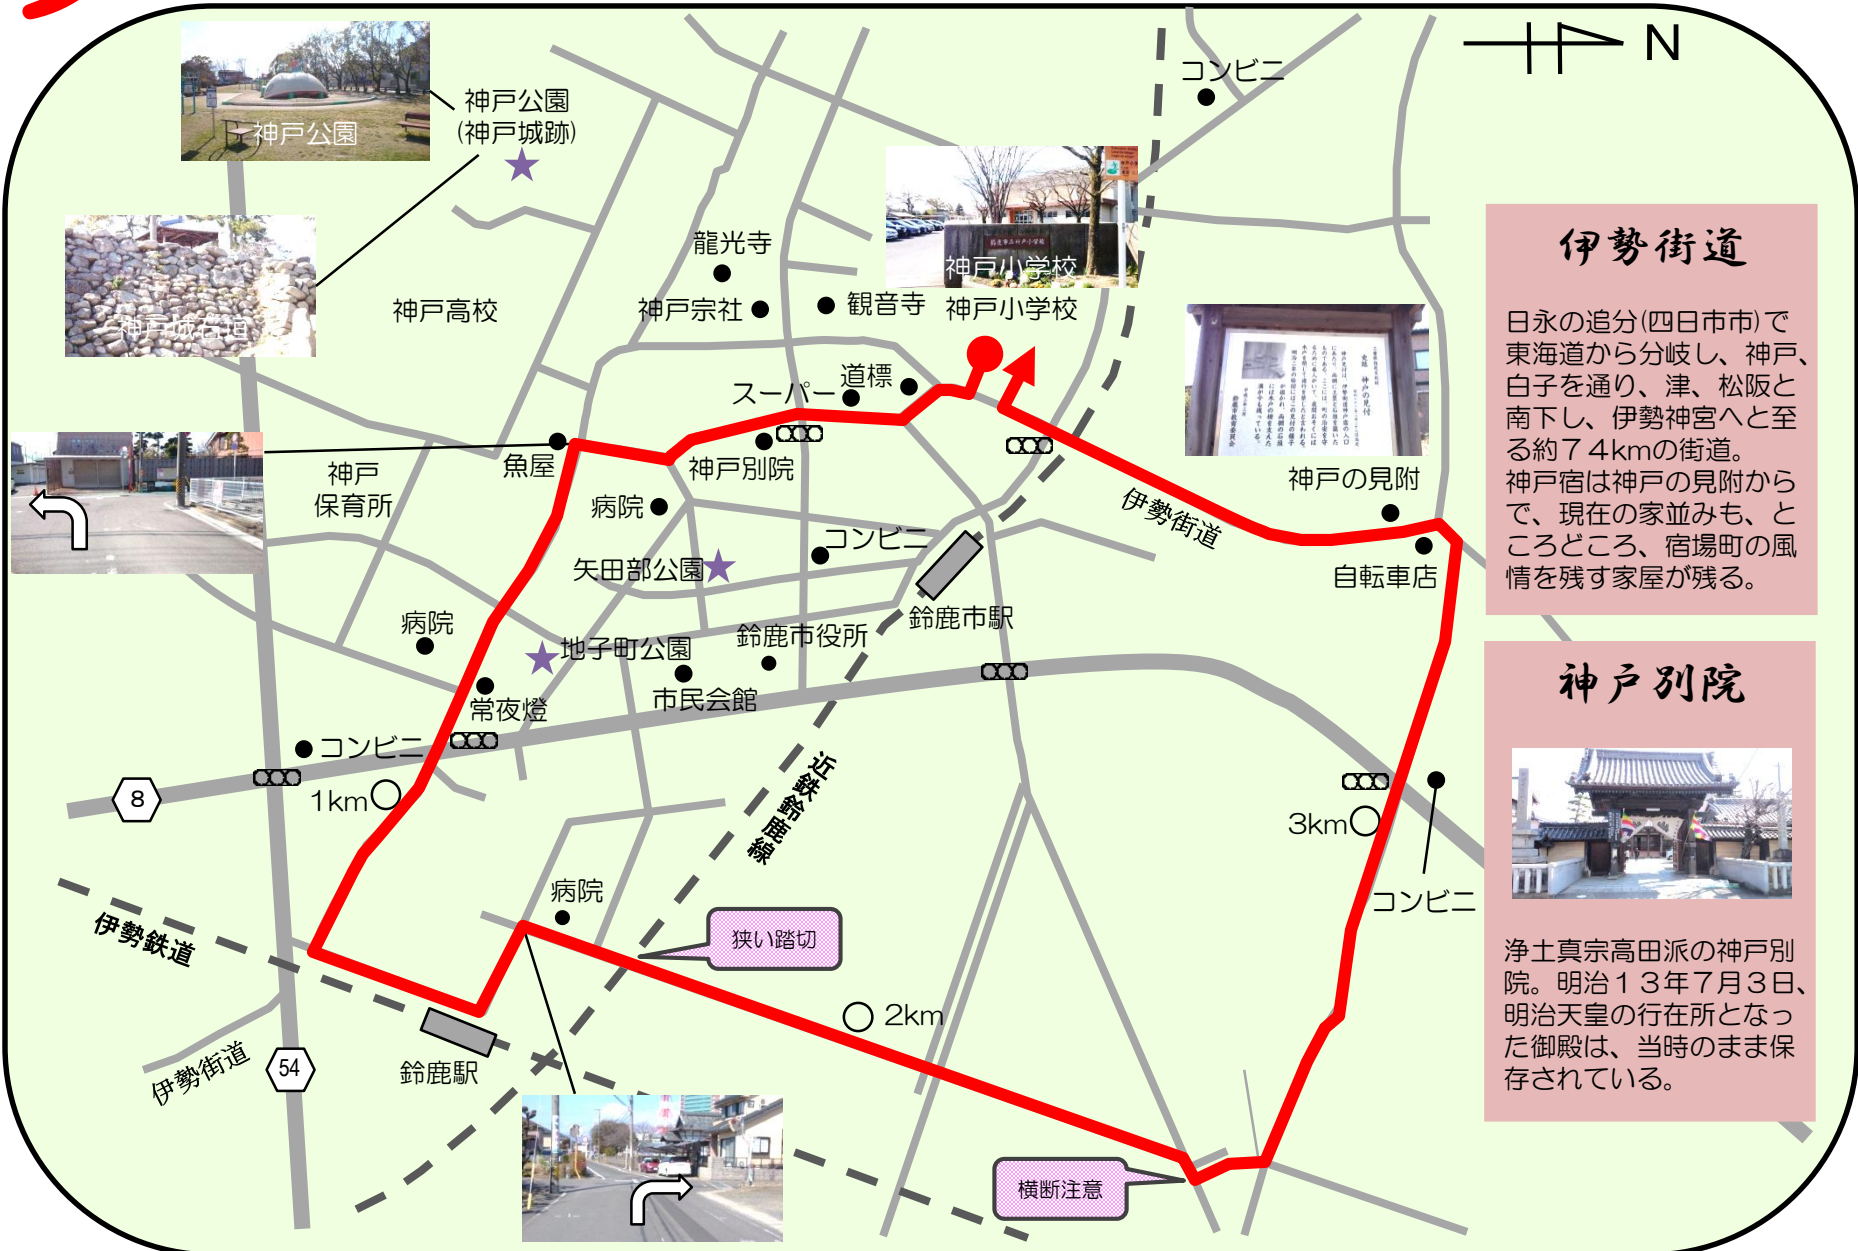 N
コンビニ
神戸公園
(神戸城跡)
神戸公園
神戸城石垣
神戸高校
龍光寺
神戸宗社
観音寺
神戸小学校
神戸小学校
スーパー
道標
魚屋
神戸別院
神戸
保育所
病院
コンビニ
矢田部公園
伊勢街道
神戸の見附
自転車店
鈴鹿市駅
病院
地子町公園
鈴鹿市役所
市民会館
常夜燈
コンビニ
8
1km
近鉄鈴鹿線
3km
コンビニ
病院
狭い踏切
伊勢鉄道
2km
鈴鹿駅
伊勢街道
54
横断注意
伊勢街道
日永の追分(四日市市)で
東海道から分岐し、神戸、
白子を通り、津、松阪と
南下し、伊勢神宮へと至
る約７４kmの街道。
神戸宿は神戸の見附から
で、現在の家並みも、と
ころどころ、宿場町の風
情を残す家屋が残る。
神戸別院
浄土真宗高田派の神戸別
院。明治１３年７月３日、
明治天皇の行在所となっ
た御殿は、当時のまま保
存されている。